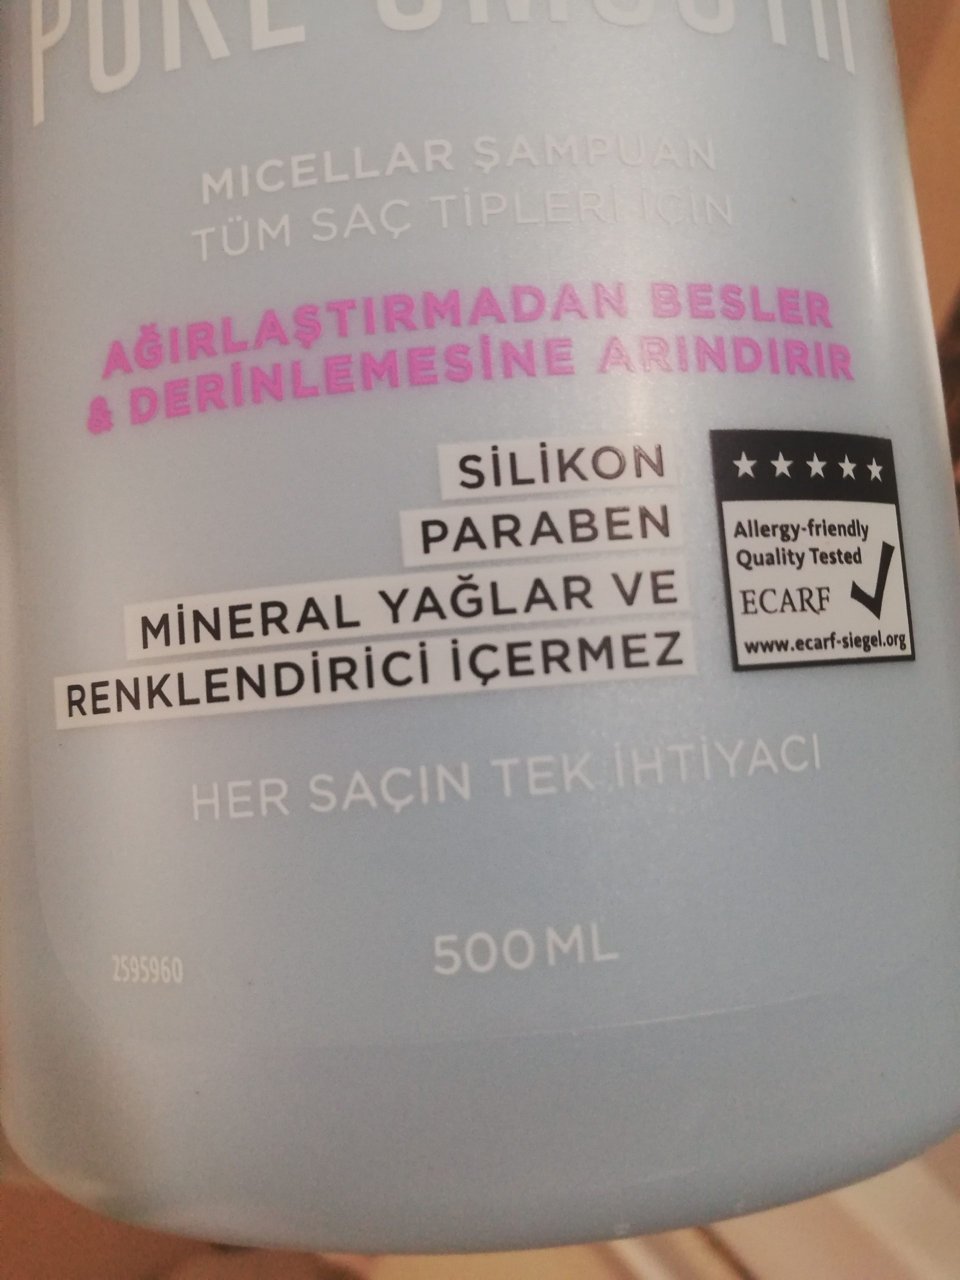 PURE SMOOTH
MICELLAR ŞAMPUAN
TÜM SAÇ TİPLERİ İÇİN
AĞIRLAŞTIRMADAN BESLER
& DERİNLEMESİNE ARINDIRIR
SİLİKON
PARABEN
MİNERAL YAĞLAR VE
RENKLENDİRİCİ İÇERMEZ
Allergy-friendly
Quality Tested
ECARF
www.ecarf-siegel.org
HER SAÇIN TEK İHTİYACI
500ML
2595960